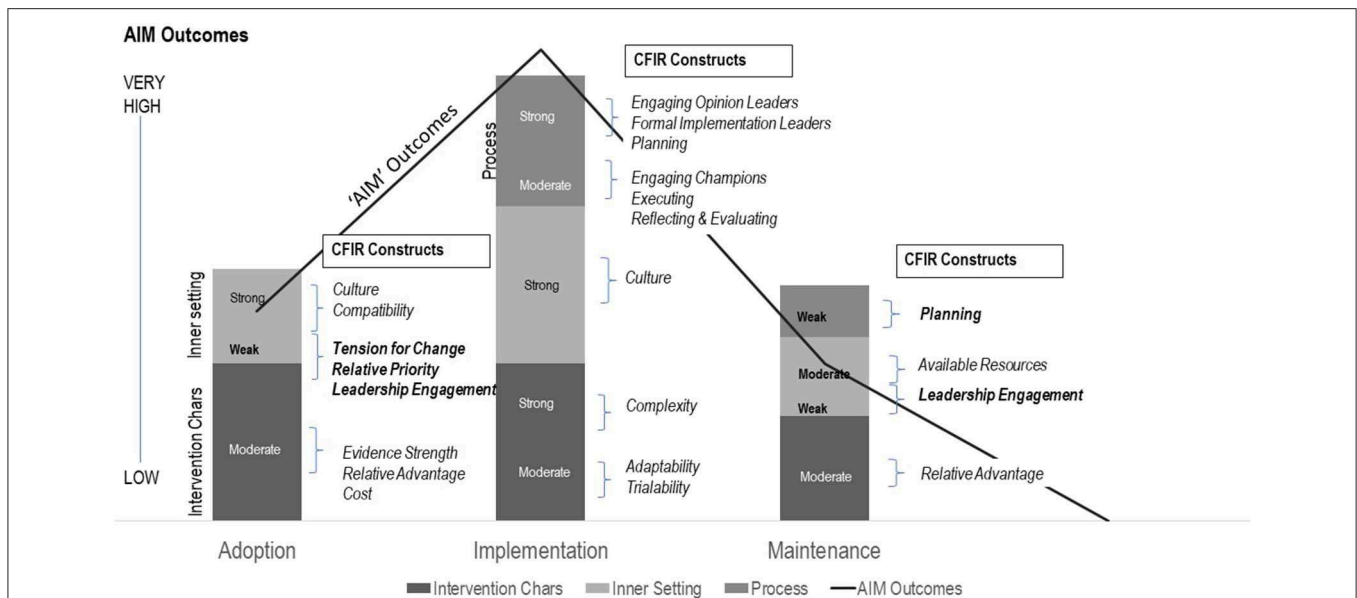 AIM Outcomes
VERY
HIGH
LOW
'AIM' Outcomes
Inner setting
Intervention Chars
Strong
Weak
Moderate
CFIR Constructs
Culture
Compatibility
Tension for Change
Relative Priority
Leadership Engagement
Evidence Strength
Relative Advantage
Cost
Process
Strong
Moderate
Strong
Strong
Moderate
CFIR Constructs
Engaging Opinion Leaders
Formal Implementation Leaders
Planning
Engaging Champions
Executing
Reflecting & Evaluating
Culture
Complexity
Adaptability
Trialability
Weak
Moderate
Weak
Moderate
CFIR Constructs
Planning
Available Resources
Leadership Engagement
Relative Advantage
Adoption
Implementation
Maintenance
Intervention Chars
Inner Setting
Process
AIM Outcomes